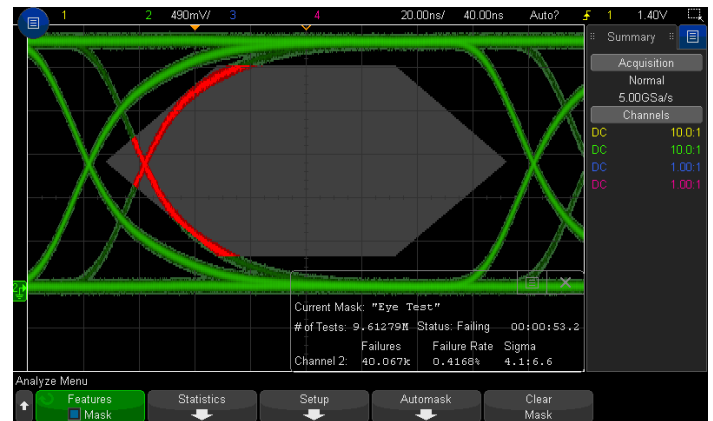 1 2 490mV/ 3 4 20.00ns/ 40.00ns Auto? 1 1.40V
Summary
Acquisition
Normal
5.00GSa/s
Channels
DC 10.0:1
DC 10.0:1
DC 1.00:1
DC 1.00:1
2
Current Mask: "Eye Test"
# of Tests: 9.61279M Status: Failing 00:00:53.2
Failures Failure Rate Sigma
Channel 2: 40.067k 0.4168% 4.1:6.6
Analyze Menu
Features Statistics Setup Automask Clear
Mask Mask